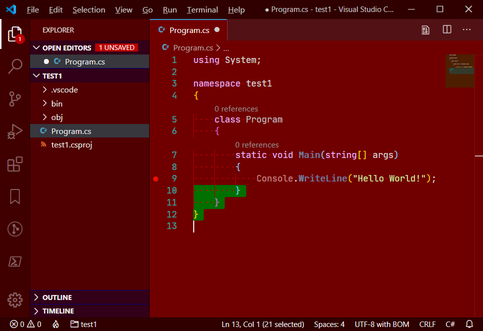 File Edit Selection View Go Run Terminal Help ● Program.cs - test1 - Visual Studio C...
EXPLORER
OPEN EDITORS 1 UNSAVED
Program.cs
TEST1
.vscode
bin
obj
Program.cs
test1.csproj
OUTLINE
TIMELINE
1
Program.cs
Program.cs > ...
1 using System;
2
3 namespace test1
4 {
0 references
5 class Program
6 {
0 references
7 static void Main(string[] args)
8 {
9 Console.WriteLine("Hello World!");
10 }
11 }
12 }
13
0 0 test1 Ln 13, Col 1 (21 selected) Spaces: 4 UTF-8 with BOM CRLF C#